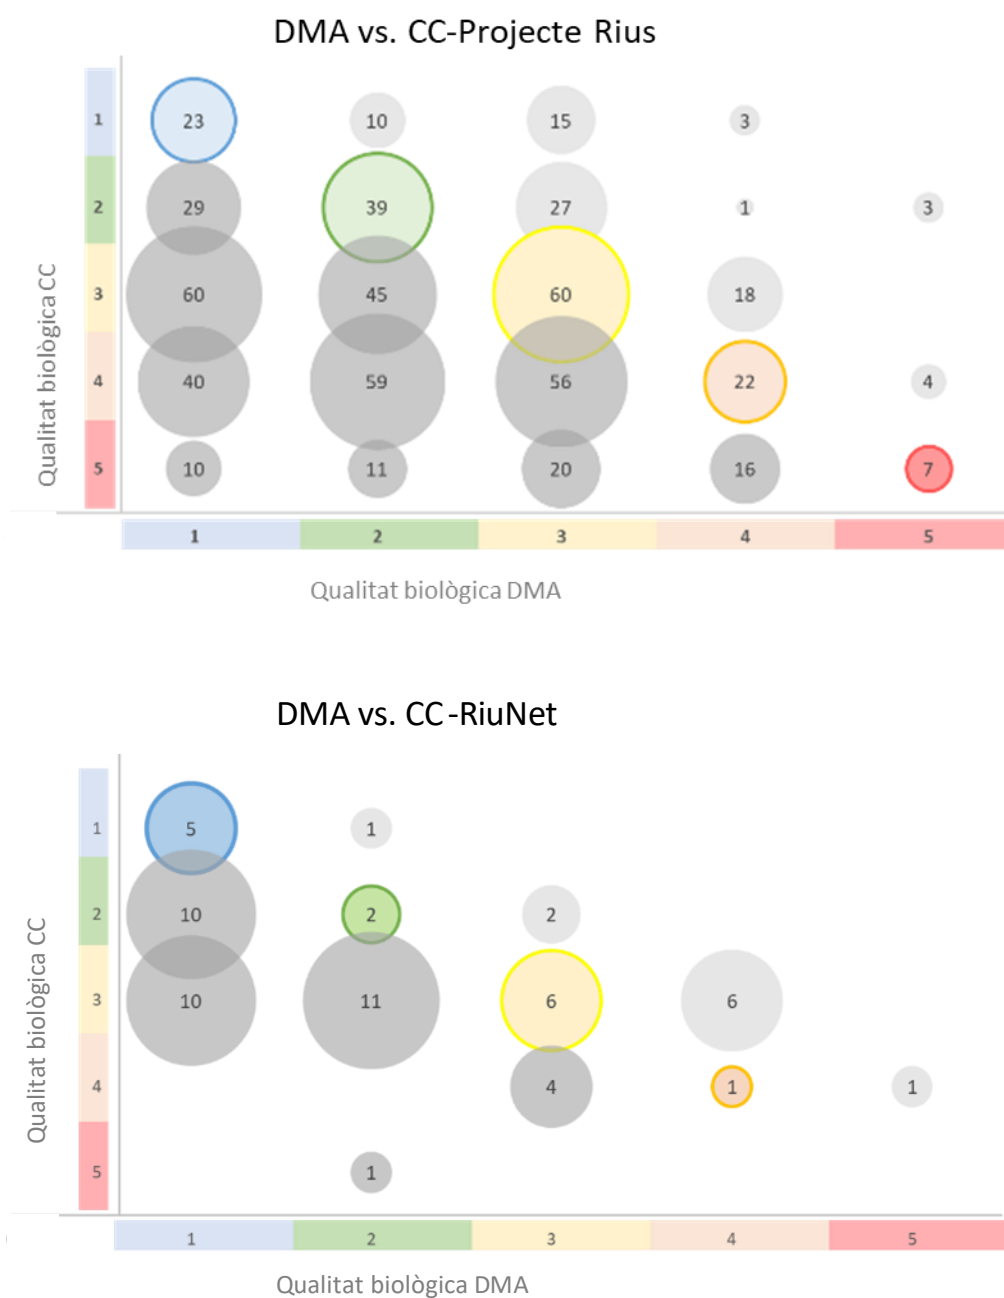 DMA vs. CC-Projecte Rius
1 23 10 15 3
2 29 39 27 1 3
3 60 45 60 18
4 40 59 56 22 4
5 10 11 20 16 7
Qualitat biològica CC
1 2 3 4 5
Qualitat biològica DMA
DMA vs. CC-RiuNet
1 5 1
2 10 2 2
3 10 11 6 6
4 4 1 1
5 1
Qualitat biològica CC
1 2 3 4 5
Qualitat biològica DMA